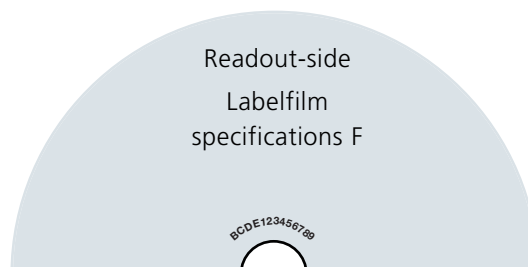 Readout-side
Labelfilm
specifications F
BCDE123456789